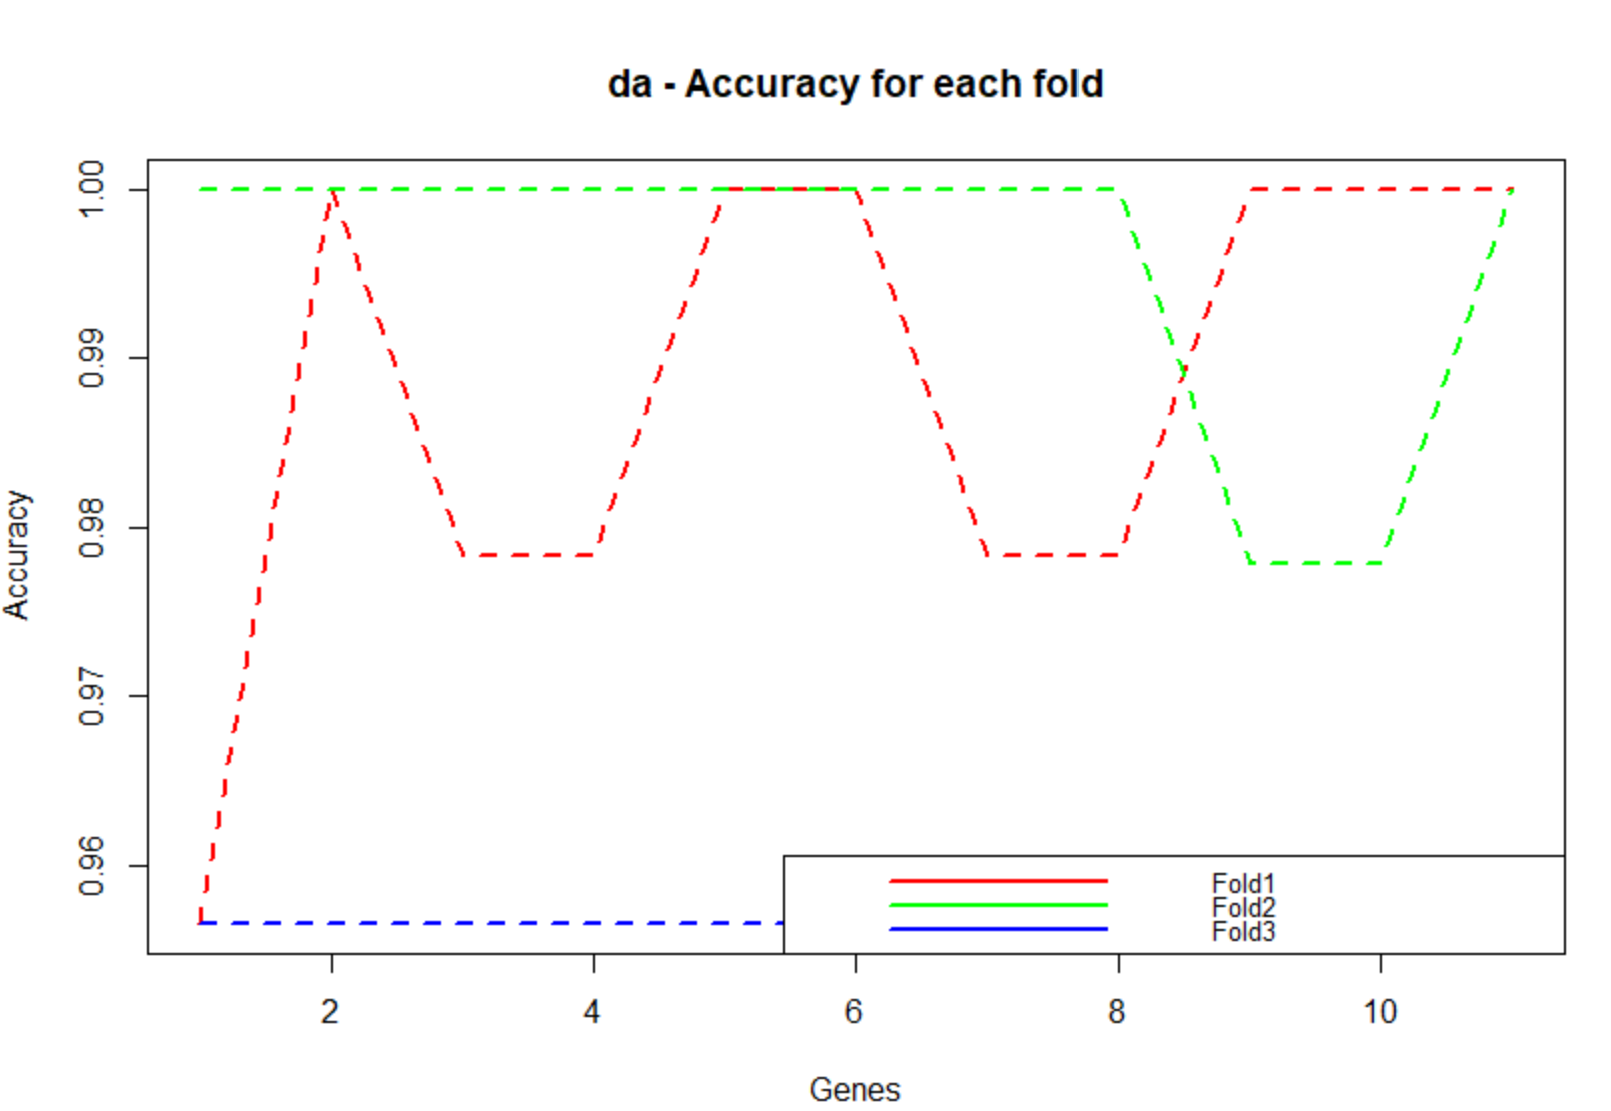 da - Accuracy for each fold
1.00
0.99
0.98
0.97
0.96
Accuracy
Fold1
Fold2
Fold3
2 4 6 8 10
Genes